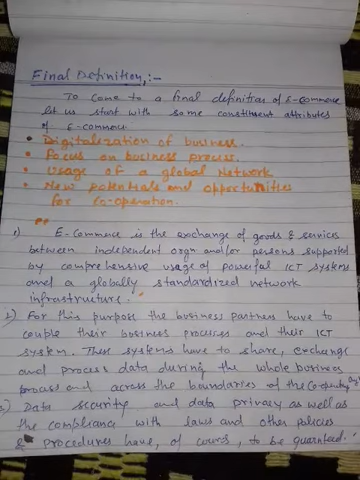 Final Definition,:-
To come to a final definition of E-commerce
let us start with some constituent attributes
of E-commerce.
• Digitalization of business.
• Focus on business process.
• Usage of a global Network
• New potentials and opportunities
for Co-operation.
1) E-Commerce is the exchange of goods & services
between independent orgn and/or persons supported
by comprehensive usage of powerful ICT systems
and a globally standardized network
infrastructure.
2) For this purpose the business partners have to
couple their business processes and their ICT
system. These systems have to share, exchange
and process data during the whole business
process and across the boundaries of the
3) Data security and data privacy as well as
the compliance with laws and other policies
& procedures have, of cours, to be guaranteed.